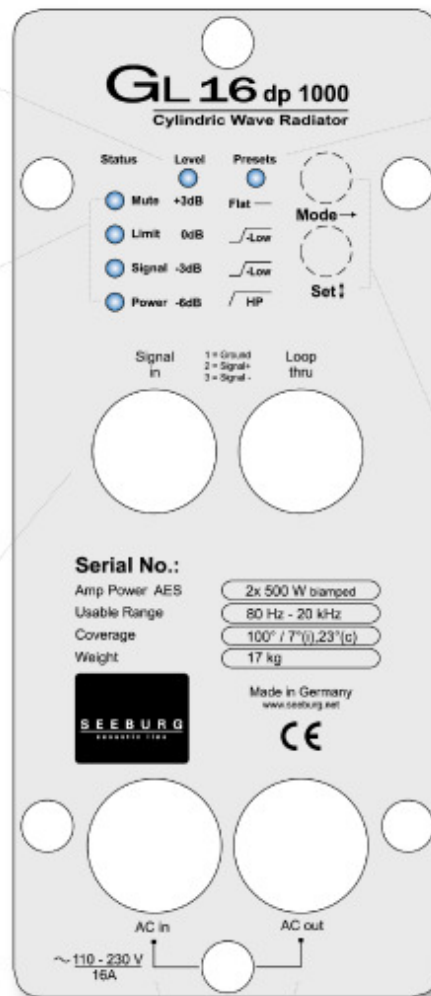 GL 16 dp 1000
Cylindric Wave Radiator
Status Level Presets
Mute +3dB Flat
Limit 0dB -Low
Signal -3dB -Low
Power -6dB HP
Mode→
Set↕
Signal in
1 = Ground
2 = Signal+
3 = Signal -
Loop thru
Serial No.:
Amp Power AES 2x 500 W biamped
Usable Range 80 Hz - 20 kHz
Coverage 100° / 7°(i),23°(c)
Weight 17 kg
SEEBURG
acoustic line
Made in Germany
www.seeburg.net
CE
AC in AC out
~110 - 230 V
16A